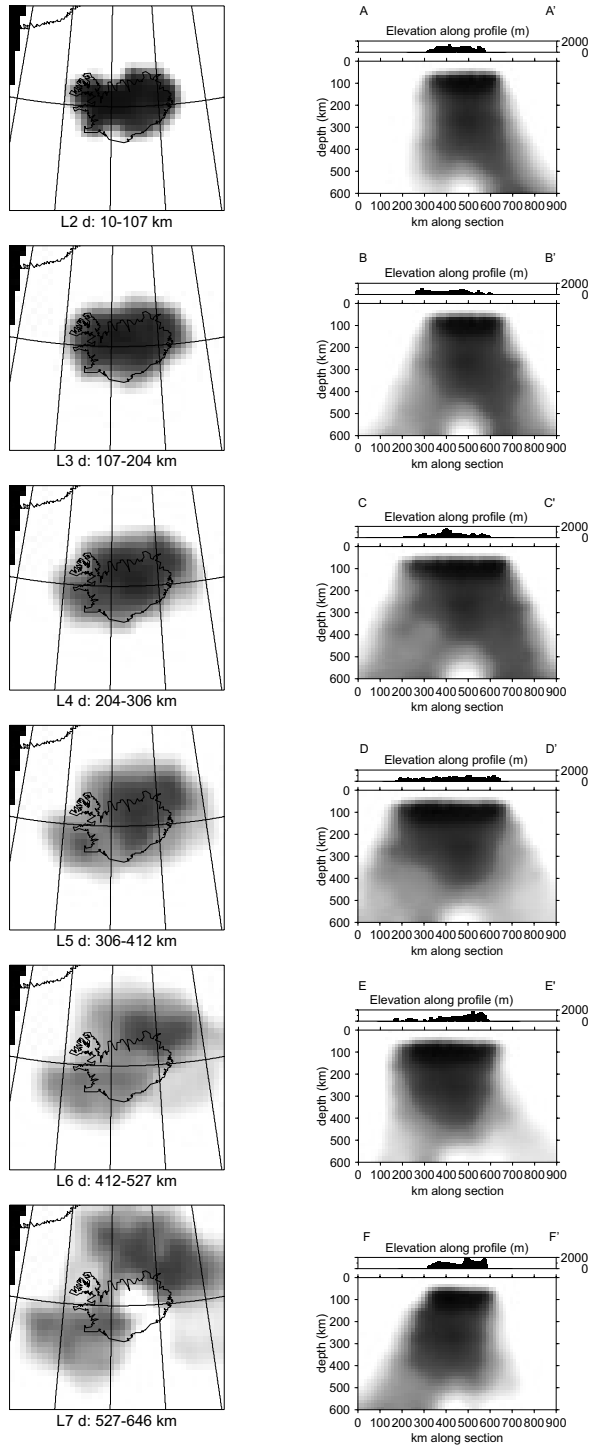 L2 d: 10-107 km
L3 d: 107-204 km
L4 d: 204-306 km
L5 d: 306-412 km
L6 d: 412-527 km
L7 d: 527-646 km
A A'
Elevation along profile (m)
2000
0
0
100
200
300
400
500
600
depth (km)
0 100 200 300 400 500 600 700 800 900
km along section
B B'
Elevation along profile (m)
2000
0
0
100
200
300
400
500
600
depth (km)
0 100 200 300 400 500 600 700 800 900
km along section
C C'
Elevation along profile (m)
2000
0
0
100
200
300
400
500
600
depth (km)
0 100 200 300 400 500 600 700 800 900
km along section
D D'
Elevation along profile (m)
2000
0
0
100
200
300
400
500
600
depth (km)
0 100 200 300 400 500 600 700 800 900
km along section
E E'
Elevation along profile (m)
2000
0
0
100
200
300
400
500
600
depth (km)
0 100 200 300 400 500 600 700 800 900
km along section
F F'
Elevation along profile (m)
2000
0
0
100
200
300
400
500
600
depth (km)
0 100 200 300 400 500 600 700 800 900
km along section